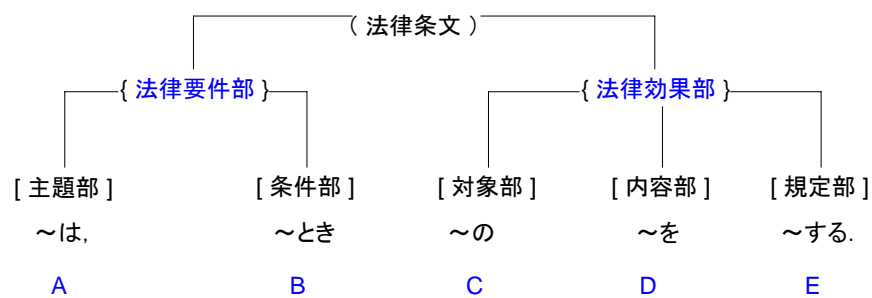 ( 法律条文 )
{ 法律要件部 } { 法律効果部 }
[ 主題部 ] [ 条件部 ] [ 対象部 ] [ 内容部 ] [ 規定部 ]
～は, ～とき ～の ～を ～する.
A B C D E